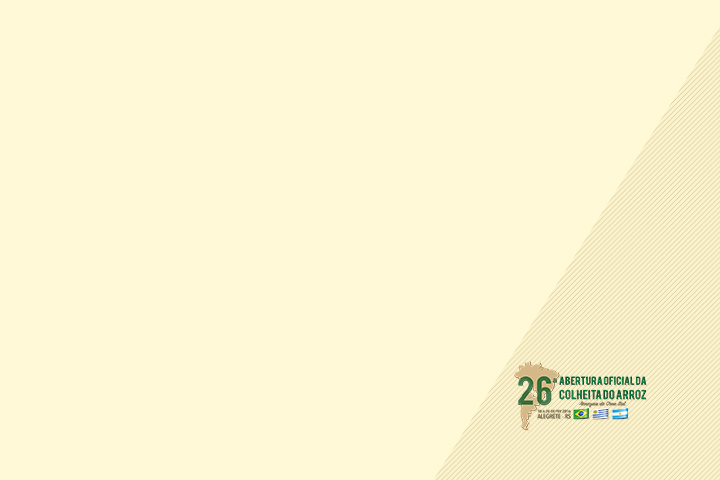 26ª ABERTURA OFICIAL DA
COLHEITA DO ARROZ
ALEGRETE - RS